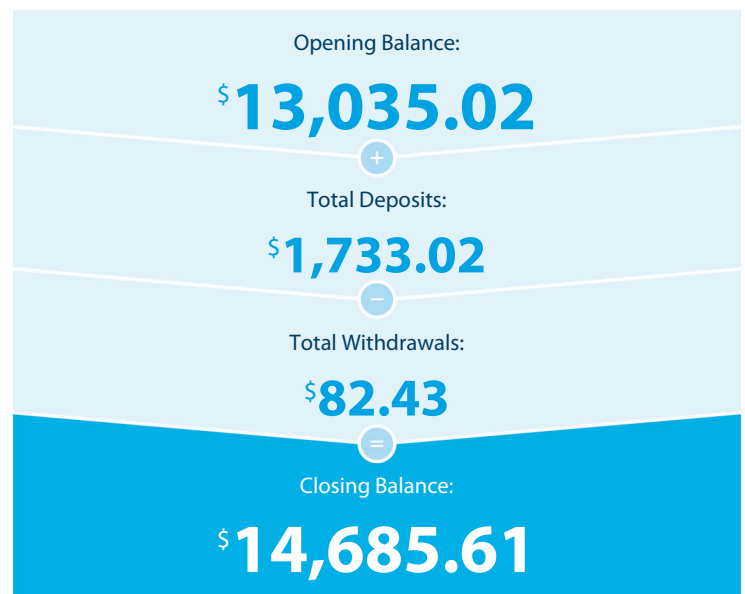 Opening Balance:
$13,035.02
+
Total Deposits:
$1,733.02
−
Total Withdrawals:
$82.43
=
Closing Balance:
$14,685.61